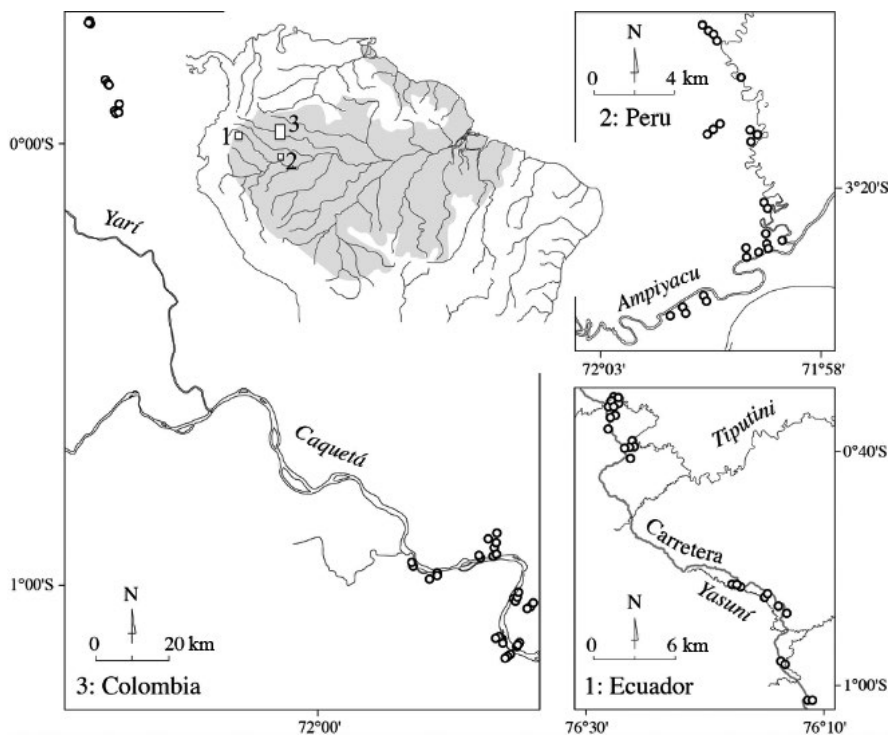 0°00'S
Yarí
Caquetá
1°00'S
N
0 20 km
3: Colombia
72°00'
1
2
3
N
0 4 km
2: Peru
3°20'S
Ampiyacu
72°03' 71°58'
Tiputini
0°40'S
Carretera
Yasuní
N
0 6 km
1: Ecuador
1°00'S
76°30' 76°10'